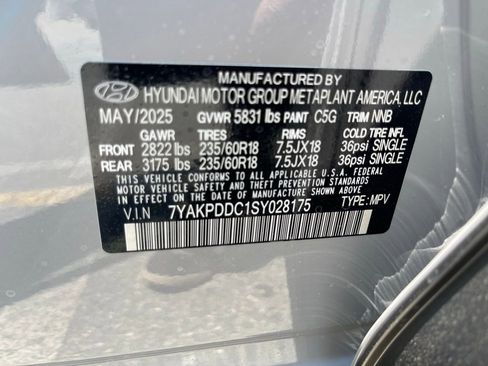 MANUFACTURED BY
HYUNDAI MOTOR GROUP METAPLANT AMERICA, LLC
MAY/2025 GVWR 5831 lbs PANT C5G TRIM NNB
GAWR TIRES RIMS COLD TIRE INFL.
FRONT 2822 lbs 235/60R18 7.5JX18 36psi SINGLE
REAR 3175 lbs 235/60R18 7.5JX18 36psi SINGLE
THIS VEHICLE CONFORMS TO ALL APPLICABLE U.S.A. FEDERAL
MOTOR VEHICLE SAFETY, BUMPER, AND THEFT PREVENTION
STANDARDS IN EFFECT ON THE DATE OF MANUFACTURE SHOWN ABOVE.
V.I.N 7YAKPDDC1SY028175 TYPE: MPV